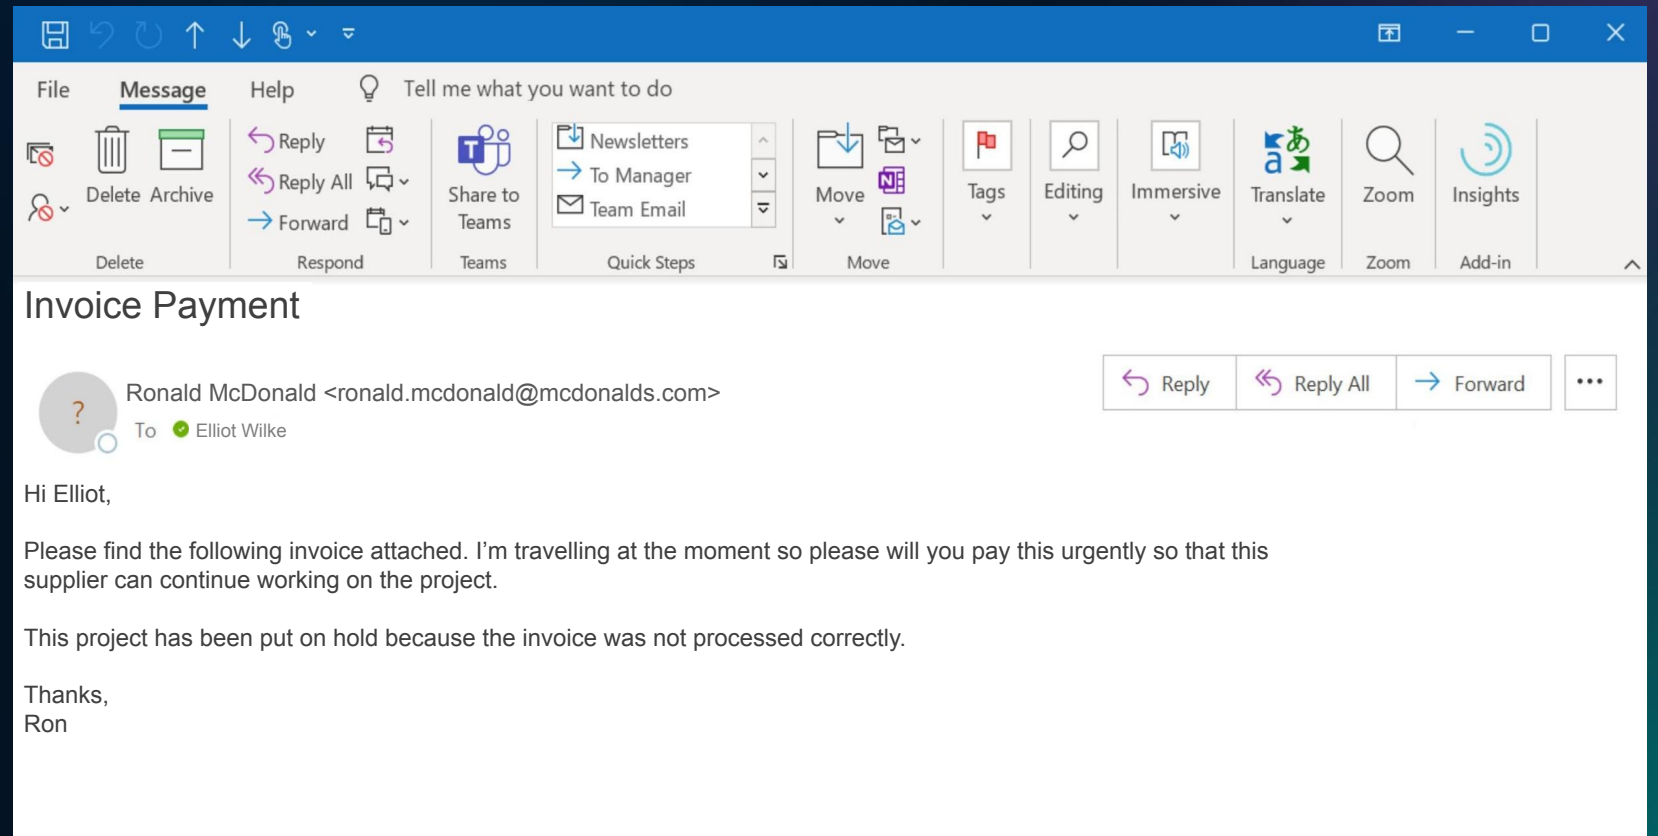 File Message Help Tell me what you want to do
Delete Archive
Reply
Reply All
Forward
Share to
Teams
Newsletters
To Manager
Team Email
Move
Tags
Editing
Immersive
Translate
Zoom
Insights
Delete Respond Teams Quick Steps Move Language Zoom Add-in
Invoice Payment
Ronald McDonald <ronald.mcdonald@mcdonalds.com>
To Elliot Wilke
Reply Reply All Forward
Hi Elliot,
Please find the following invoice attached. I’m travelling at the moment so please will you pay this urgently so that this
supplier can continue working on the project.
This project has been put on hold because the invoice was not processed correctly.
Thanks,
Ron